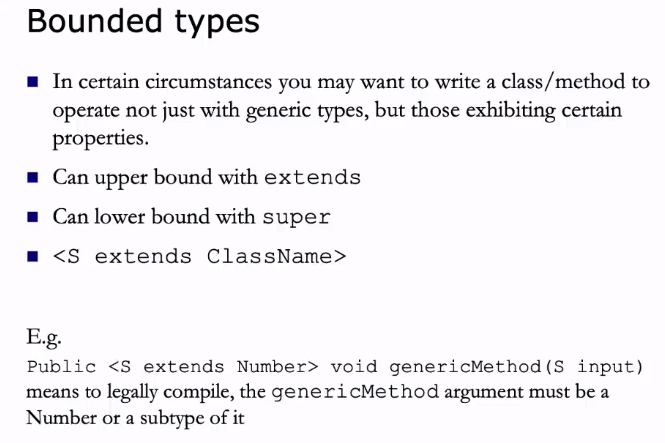 Bounded types
■ In certain circumstances you may want to write a class/method to
operate not just with generic types, but those exhibiting certain
properties.
■ Can upper bound with extends
■ Can lower bound with super
■ <S extends ClassName>
E.g.
Public <S extends Number> void genericMethod(S input)
means to legally compile, the genericMethod argument must be a
Number or a subtype of it